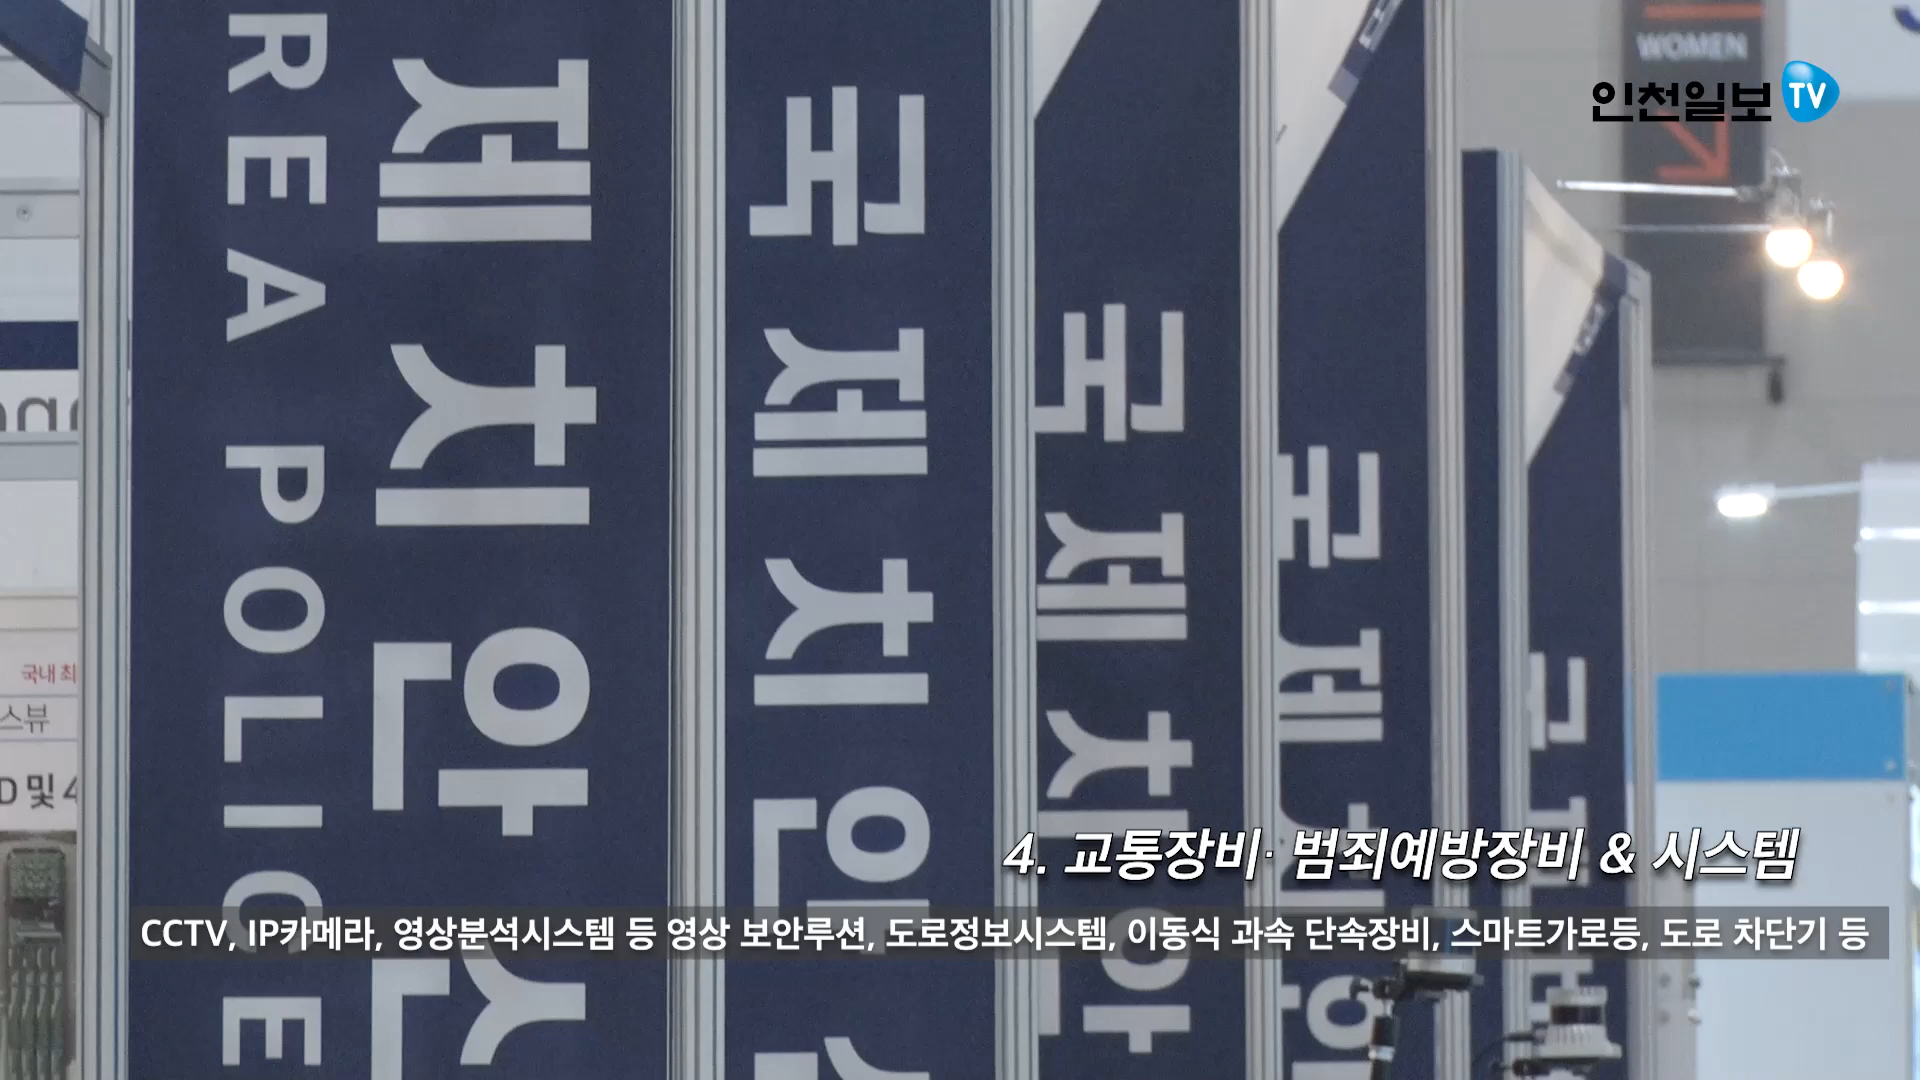 WOMEN
인천일보 TV
REA POLICE
제치안
국제치안
국제치안
국제치안
국제
국내 최
스뷰
D 및 4
4. 교통장비· 범죄예방장비 & 시스템
CCTV, IP카메라, 영상분석시스템 등 영상 보안루션, 도로정보시스템, 이동식 과속 단속장비, 스마트가로등, 도로 차단기 등